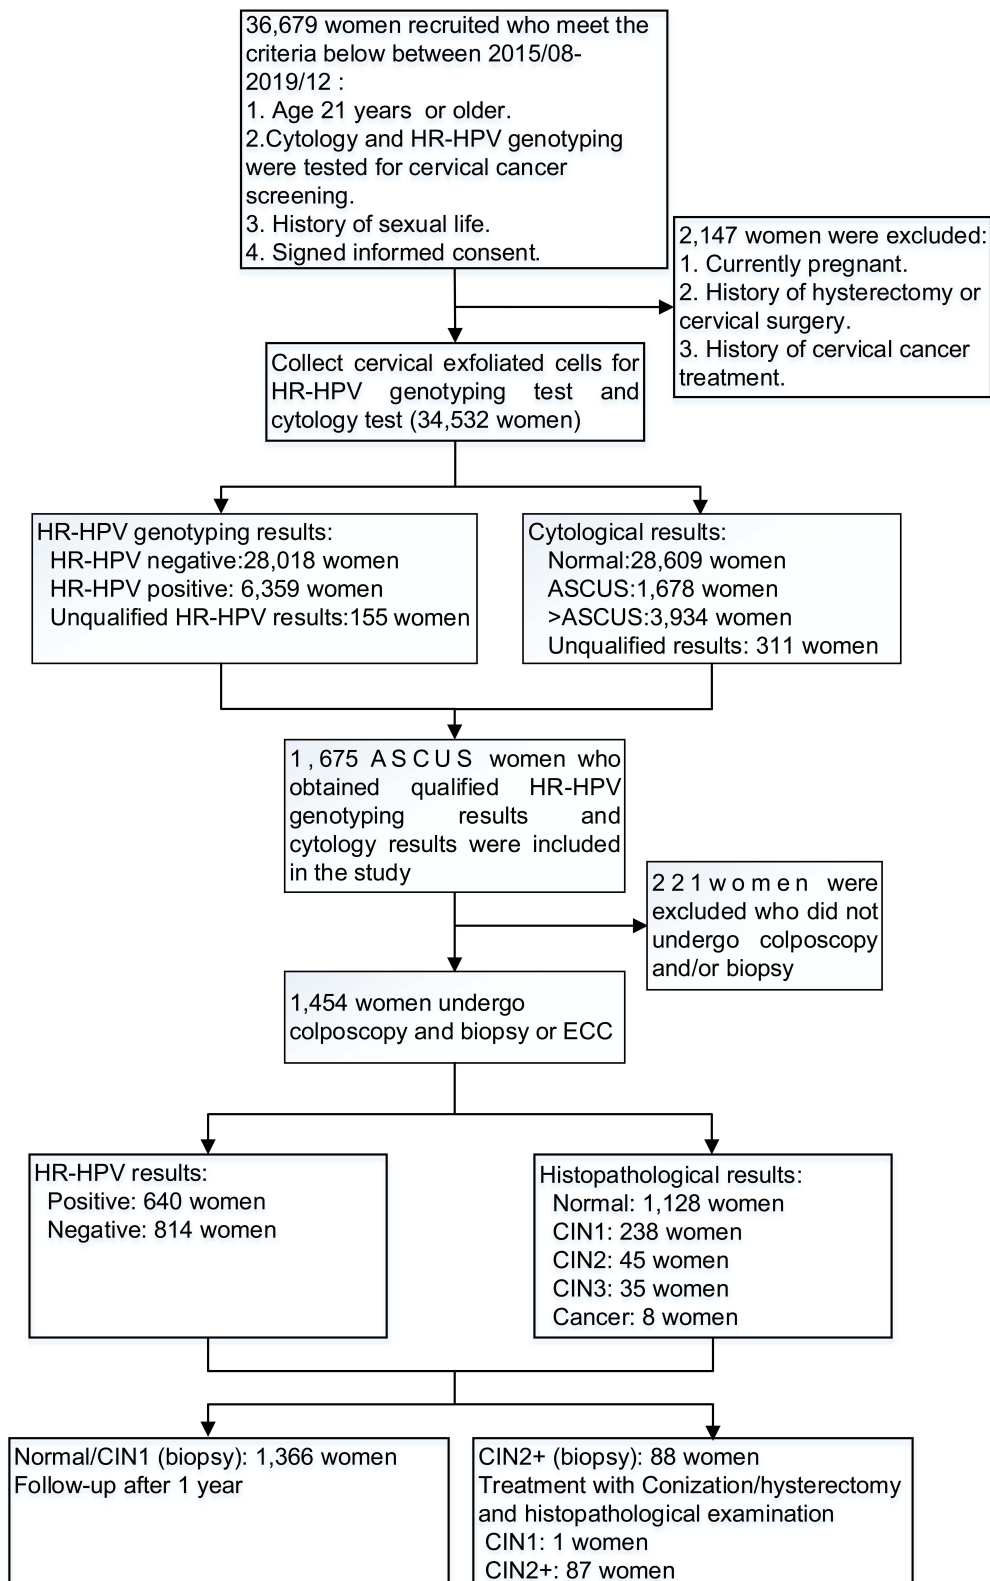 36,679 women recruited who meet the
criteria below between 2015/08-
2019/12 :
1. Age 21 years or older.
2.Cytology and HR-HPV genotyping
were tested for cervical cancer
screening.
3. History of sexual life.
4. Signed informed consent.
2,147 women were excluded:
1. Currently pregnant.
2. History of hysterectomy or
cervical surgery.
3. History of cervical cancer
treatment.
Collect cervical exfoliated cells for
HR-HPV genotyping test and
cytology test (34,532 women)
HR-HPV genotyping results:
HR-HPV negative:28,018 women
HR-HPV positive: 6,359 women
Unqualified HR-HPV results:155 women
Cytological results:
Normal:28,609 women
ASCUS:1,678 women
>ASCUS:3,934 women
Unqualified results: 311 women
1,675 ASCUS women who
obtained qualified HR-HPV
genotyping results and
cytology results were included
in the study
221women were
excluded who did not
undergo colposcopy
and/or biopsy
1,454 women undergo
colposcopy and biopsy or ECC
HR-HPV results:
Positive: 640 women
Negative: 814 women
Histopathological results:
Normal: 1,128 women
CIN1: 238 women
CIN2: 45 women
CIN3: 35 women
Cancer: 8 women
Normal/CIN1 (biopsy): 1,366 women
Follow-up after 1 year
CIN2+ (biopsy): 88 women
Treatment with Conization/hysterectomy
and histopathological examination
CIN1: 1 women
CIN2+: 87 women